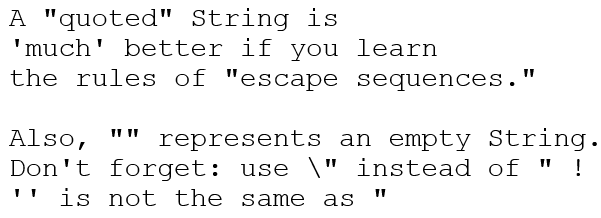 A "quoted" String is
'much' better if you learn
the rules of "escape sequences."

Also, "" represents an empty String.
Don't forget: use \" instead of " !
'' is not the same as "